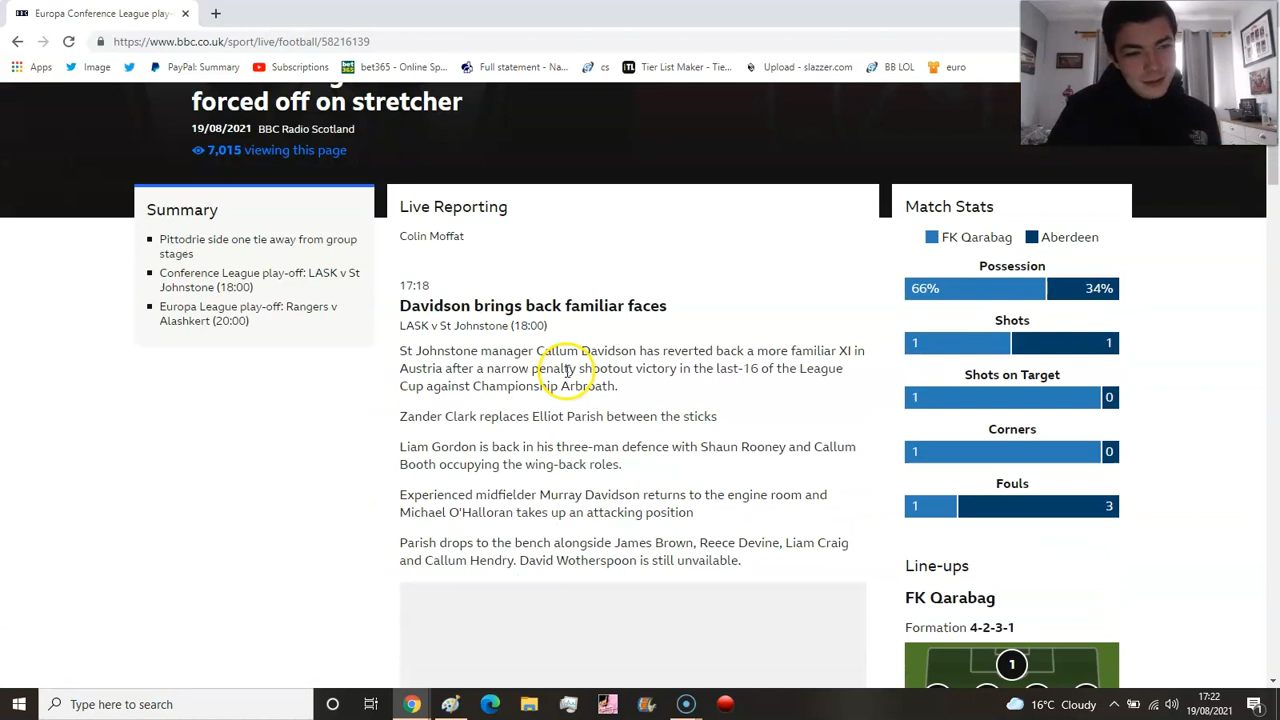 Europa Conference League play-
https://www.bbc.co.uk/sport/live/football/58216139
Apps Image PayPal: Summary Subscriptions bet365 - Online Sp... Full statement - Na... cs Tier List Maker - Tie... Upload - slazzer.com BB LOL euro
forced off on stretcher
19/08/2021 BBC Radio Scotland
7,015 viewing this page
Summary
Pittodrie side one tie away from group
stages
Conference League play-off: LASK v St
Johnstone (18:00)
Europa League play-off: Rangers v
Alashkert (20:00)
Live Reporting
Colin Moffat
17:18
Davidson brings back familiar faces
LASK v St Johnstone (18:00)
St Johnstone manager Callum Davidson has reverted back a more familiar XI in
Austria after a narrow penalty shootout victory in the last-16 of the League
Cup against Championship Arbroath.
Zander Clark replaces Elliot Parish between the sticks
Liam Gordon is back in his three-man defence with Shaun Rooney and Callum
Booth occupying the wing-back roles.
Experienced midfielder Murray Davidson returns to the engine room and
Michael O'Halloran takes up an attacking position
Parish drops to the bench alongside James Brown, Reece Devine, Liam Craig
and Callum Hendry. David Wotherspoon is still unavailable.
Match Stats
FK Qarabag Aberdeen
Possession
66% 34%
Shots
1 1
Shots on Target
1 0
Corners
1 0
Fouls
1 3
Line-ups
FK Qarabag
Formation 4-2-3-1
1
Type here to search
16°C Cloudy
17:22
19/08/2021